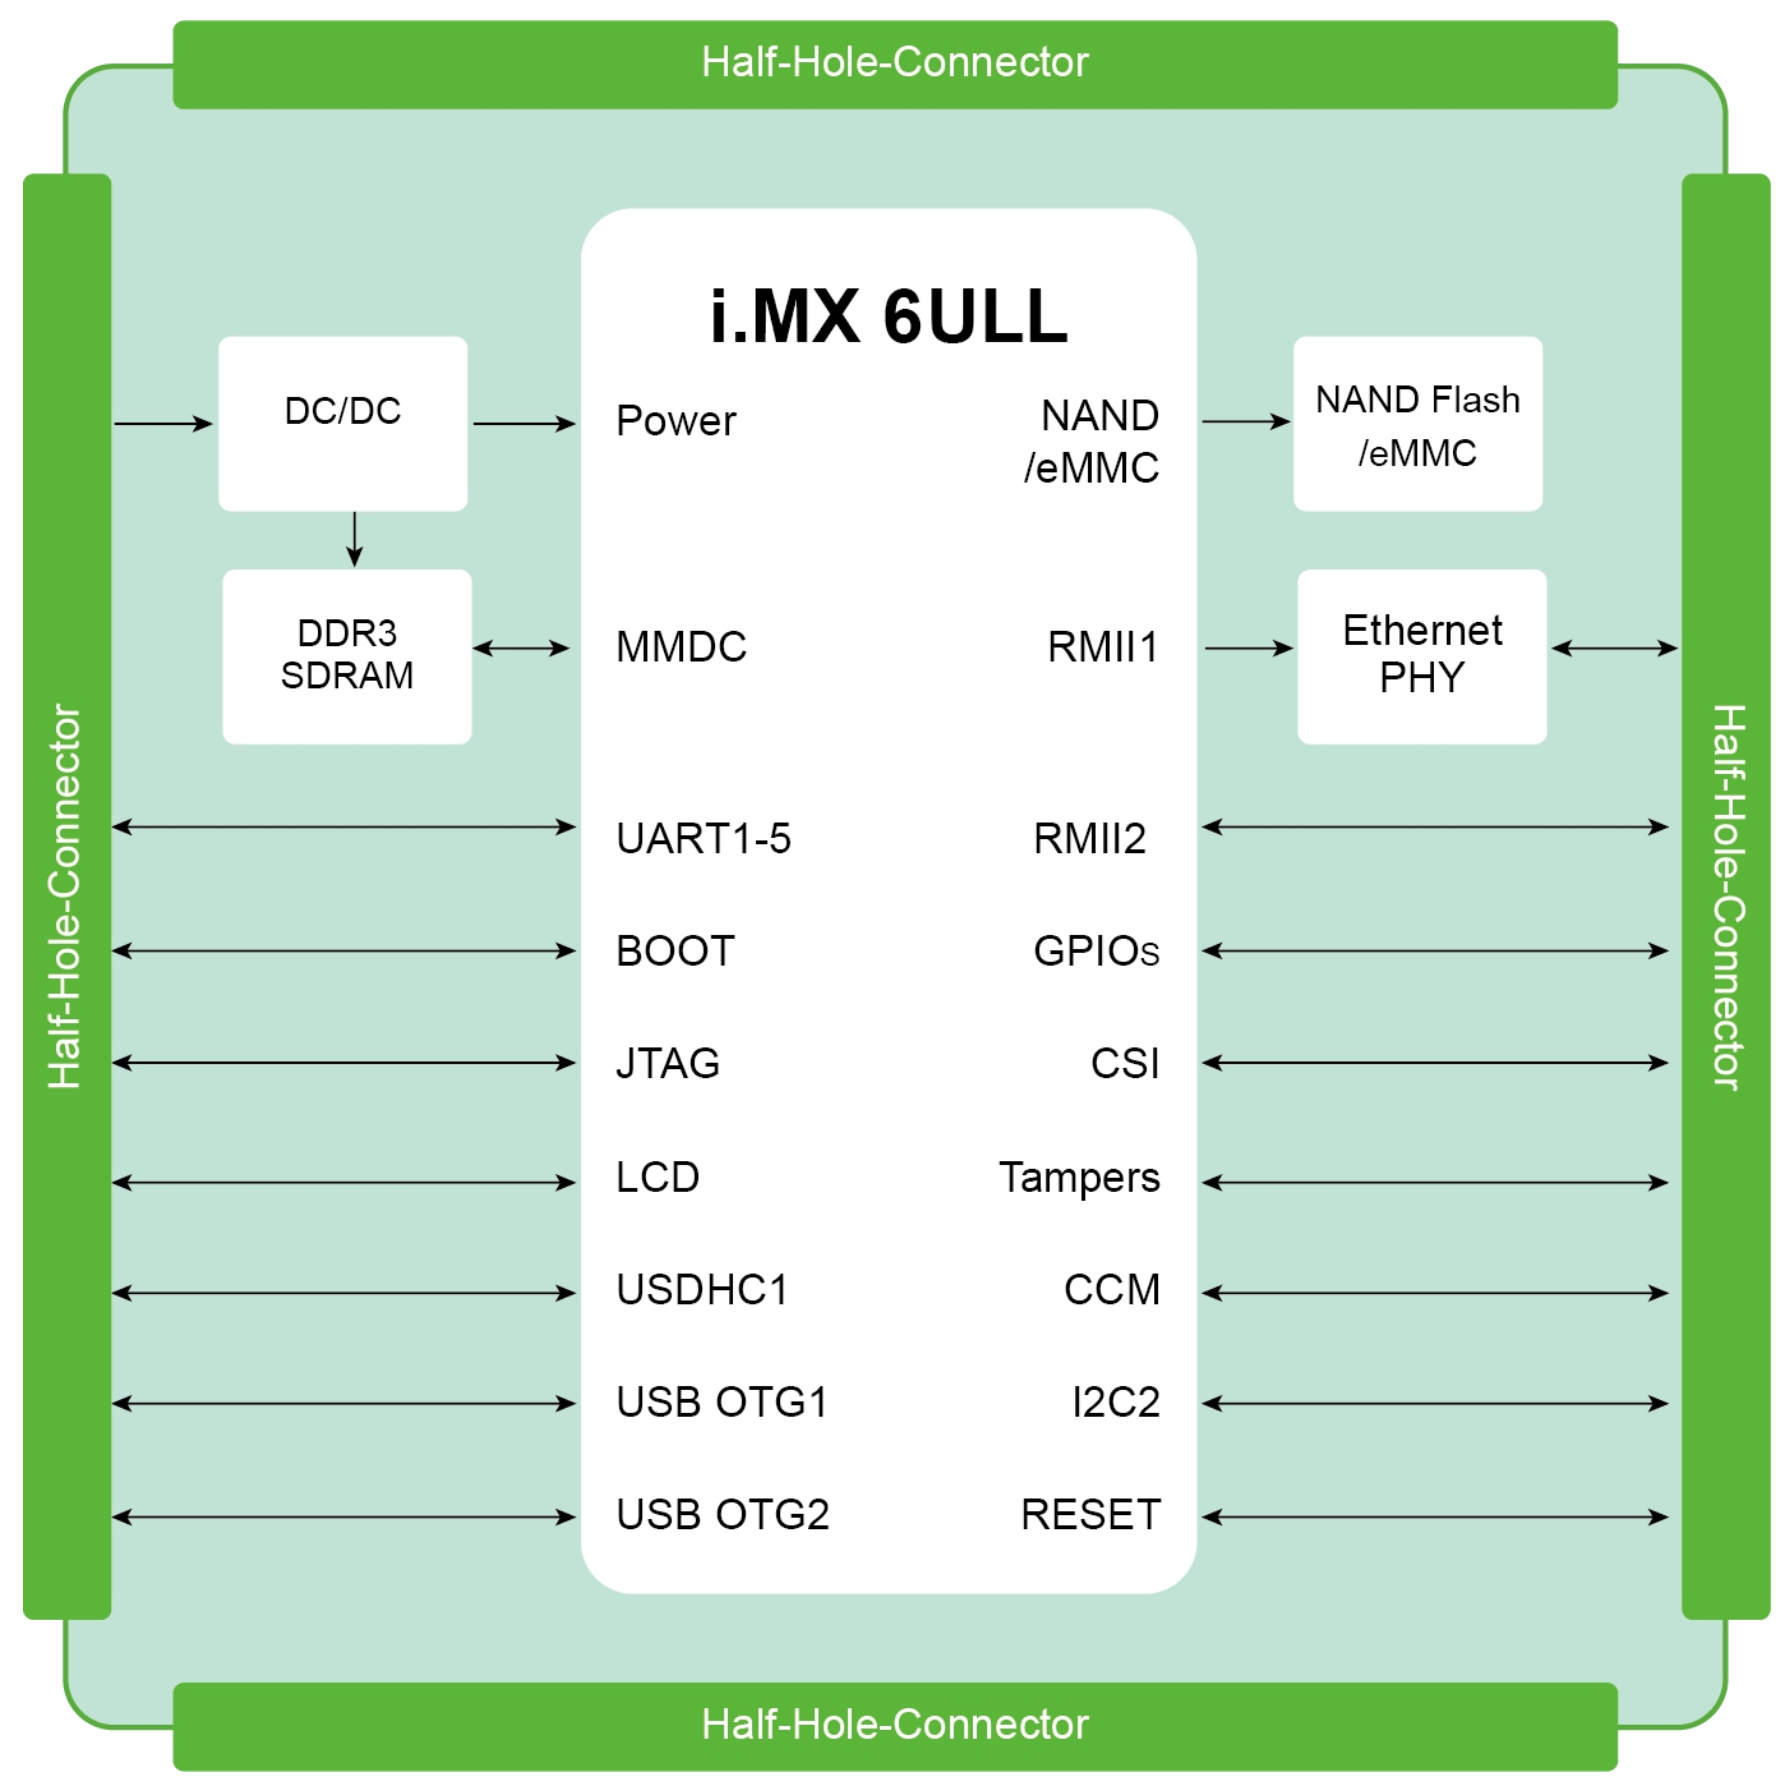 Half-Hole-Connector
i.MX 6ULL
DC/DC
Power
NAND
/eMMC
NAND Flash
/eMMC
DDR3
SDRAM
MMDC
RMII1
Ethernet
PHY
Half-Hole-Connector
Half-Hole-Connector
UART1-5
RMII2
BOOT
GPIOs
JTAG
CSI
LCD
Tampers
USDHC1
CCM
USB OTG1
I2C2
USB OTG2
RESET
Half-Hole-Connector